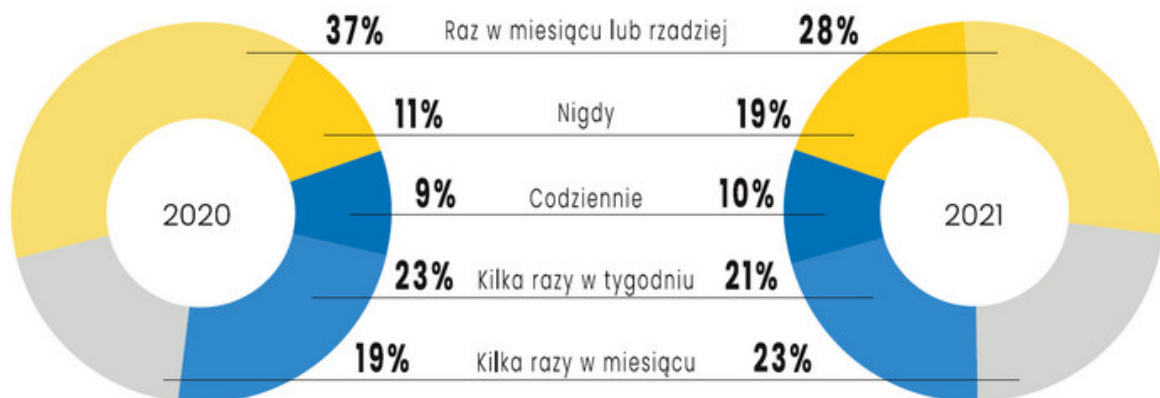 37% Raz w miesiącu lub rzadziej 28%
11% Nigdy 19%
2020 9% Codziennie 10% 2021
23% Kilka razy w tygodniu 21%
19% Kilka razy w miesiącu 23%